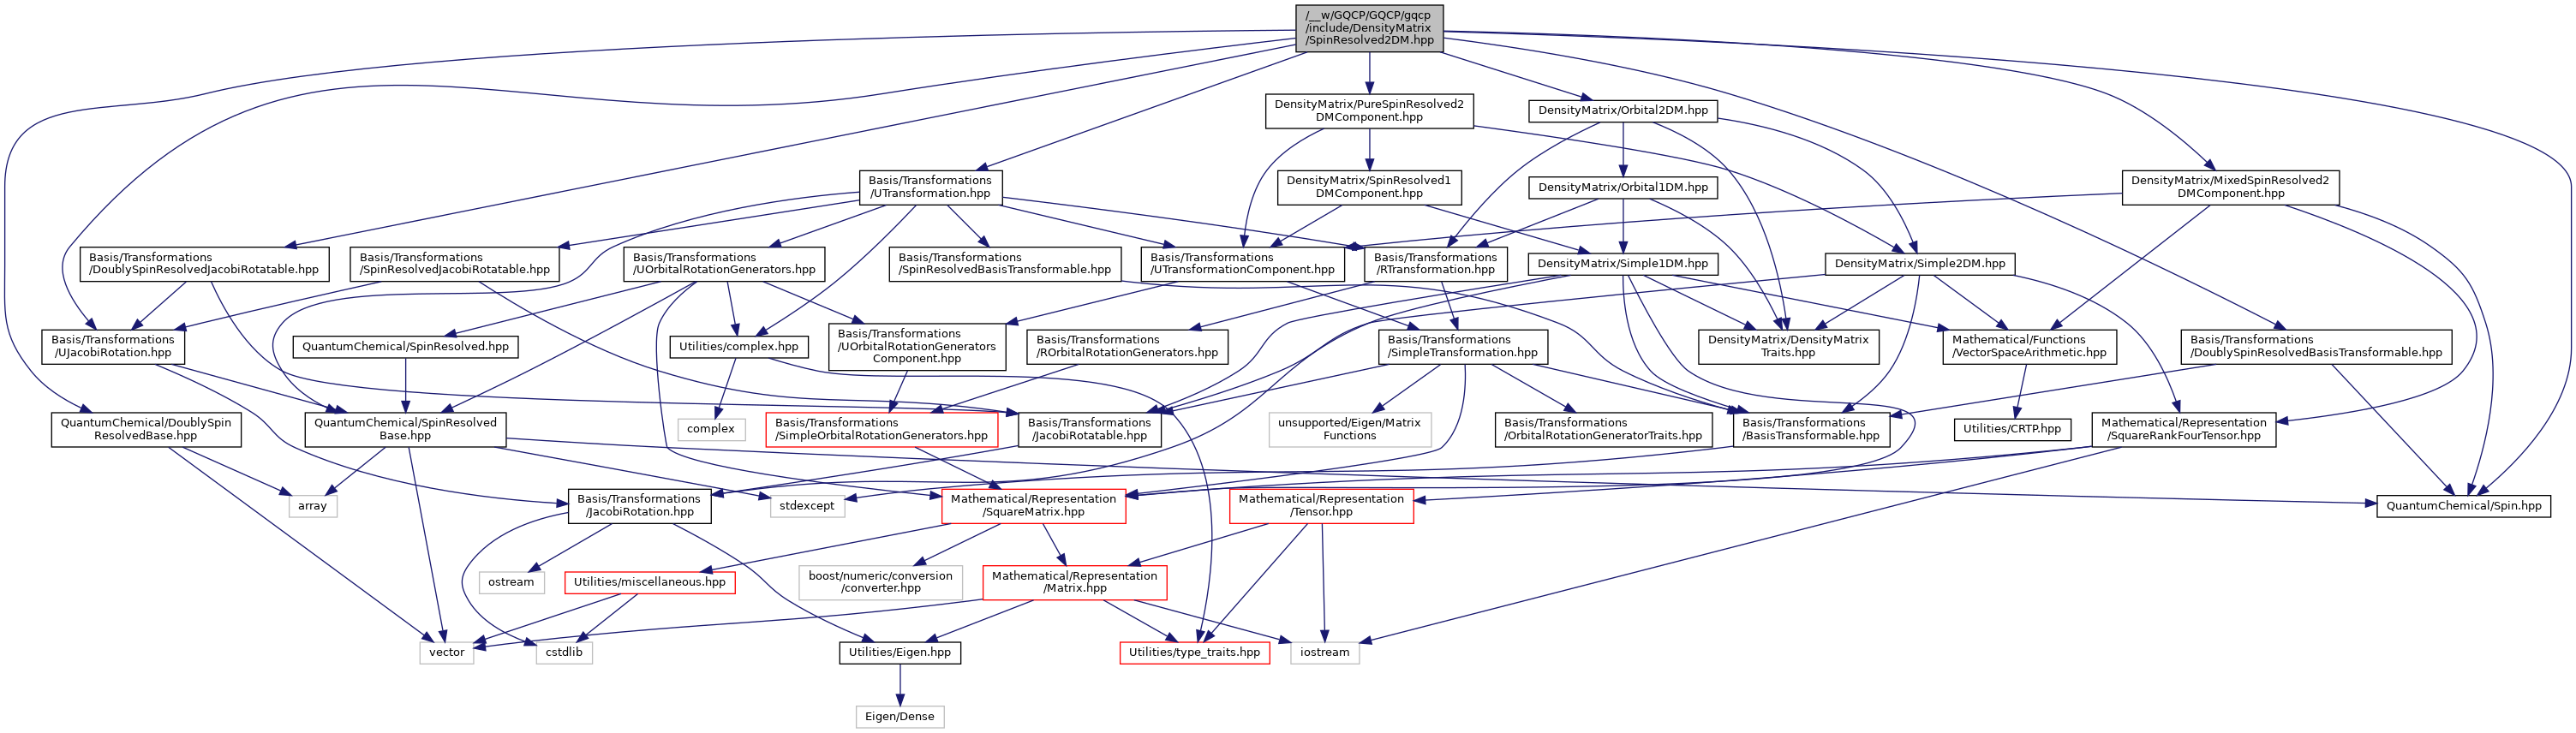 /__w/GQCP/GQCP/gqcp
/include/DensityMatrix
/SpinResolved2DM.hpp
DensityMatrix/PureSpinResolved2
DMComponent.hpp
DensityMatrix/Orbital2DM.hpp
Basis/Transformations
/UTransformation.hpp
DensityMatrix/SpinResolved1
DMComponent.hpp
DensityMatrix/Orbital1DM.hpp
DensityMatrix/MixedSpinResolved2
DMComponent.hpp
Basis/Transformations
/DoublySpinResolvedJacobiRotatable.hpp
Basis/Transformations
/SpinResolvedJacobiRotatable.hpp
Basis/Transformations
/UOrbitalRotationGenerators.hpp
Basis/Transformations
/SpinResolvedBasisTransformable.hpp
Basis/Transformations
/UTransformationComponent.hpp
Basis/Transformations
/RTransformation.hpp
DensityMatrix/Simple1DM.hpp
DensityMatrix/Simple2DM.hpp
Basis/Transformations
/UJacobiRotation.hpp
QuantumChemical/SpinResolved.hpp
Utilities/complex.hpp
Basis/Transformations
/UOrbitalRotationGenerators
Component.hpp
Basis/Transformations
/ROrbitalRotationGenerators.hpp
Basis/Transformations
/SimpleTransformation.hpp
DensityMatrix/DensityMatrix
Traits.hpp
Mathematical/Functions
/VectorSpaceArithmetic.hpp
Basis/Transformations
/DoublySpinResolvedBasisTransformable.hpp
QuantumChemical/DoublySpin
ResolvedBase.hpp
QuantumChemical/SpinResolved
Base.hpp
complex
Basis/Transformations
/SimpleOrbitalRotationGenerators.hpp
Basis/Transformations
/JacobiRotatable.hpp
unsupported/Eigen/Matrix
Functions
Basis/Transformations
/OrbitalRotationGeneratorTraits.hpp
Basis/Transformations
/BasisTransformable.hpp
Utilities/CRTP.hpp
Mathematical/Representation
/SquareRankFourTensor.hpp
array
Basis/Transformations
/JacobiRotation.hpp
stdexcept
Mathematical/Representation
/SquareMatrix.hpp
Mathematical/Representation
/Tensor.hpp
QuantumChemical/Spin.hpp
ostream
Utilities/miscellaneous.hpp
boost/numeric/conversion
/converter.hpp
Mathematical/Representation
/Matrix.hpp
vector
cstdlib
Utilities/Eigen.hpp
Utilities/type_traits.hpp
iostream
Eigen/Dense